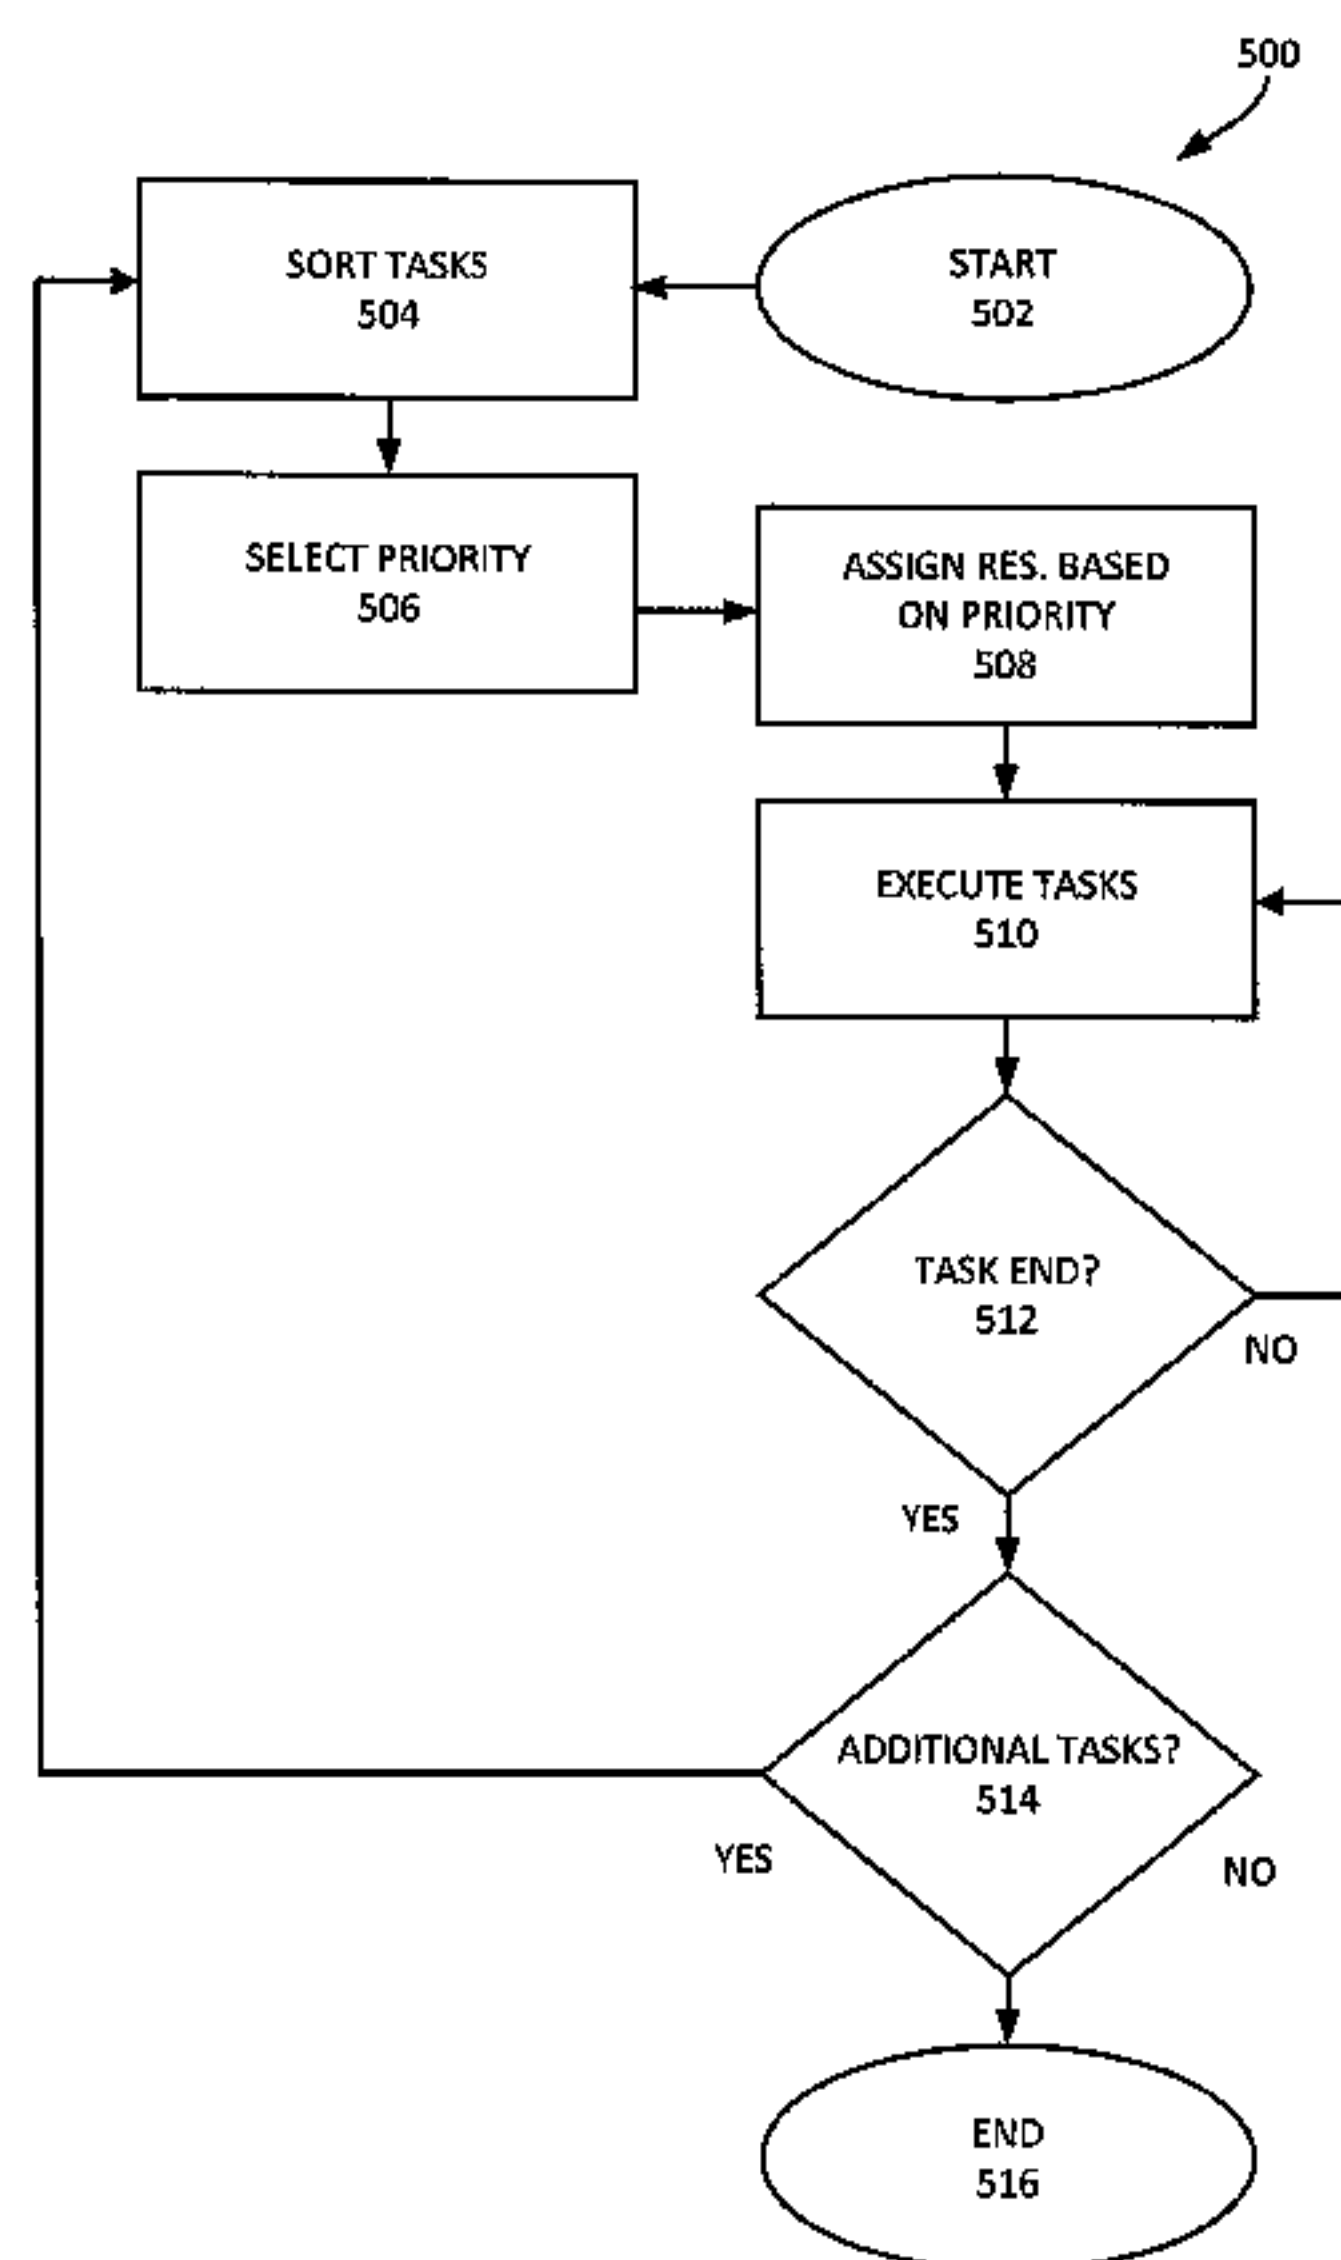 500
START
502
SORT TASKS
504
SELECT PRIORITY
506
ASSIGN RES. BASED
ON PRIORITY
508
EXECUTE TASKS
510
TASK END?
512
NO
YES
ADDITIONAL TASKS?
514
YES
NO
END
516